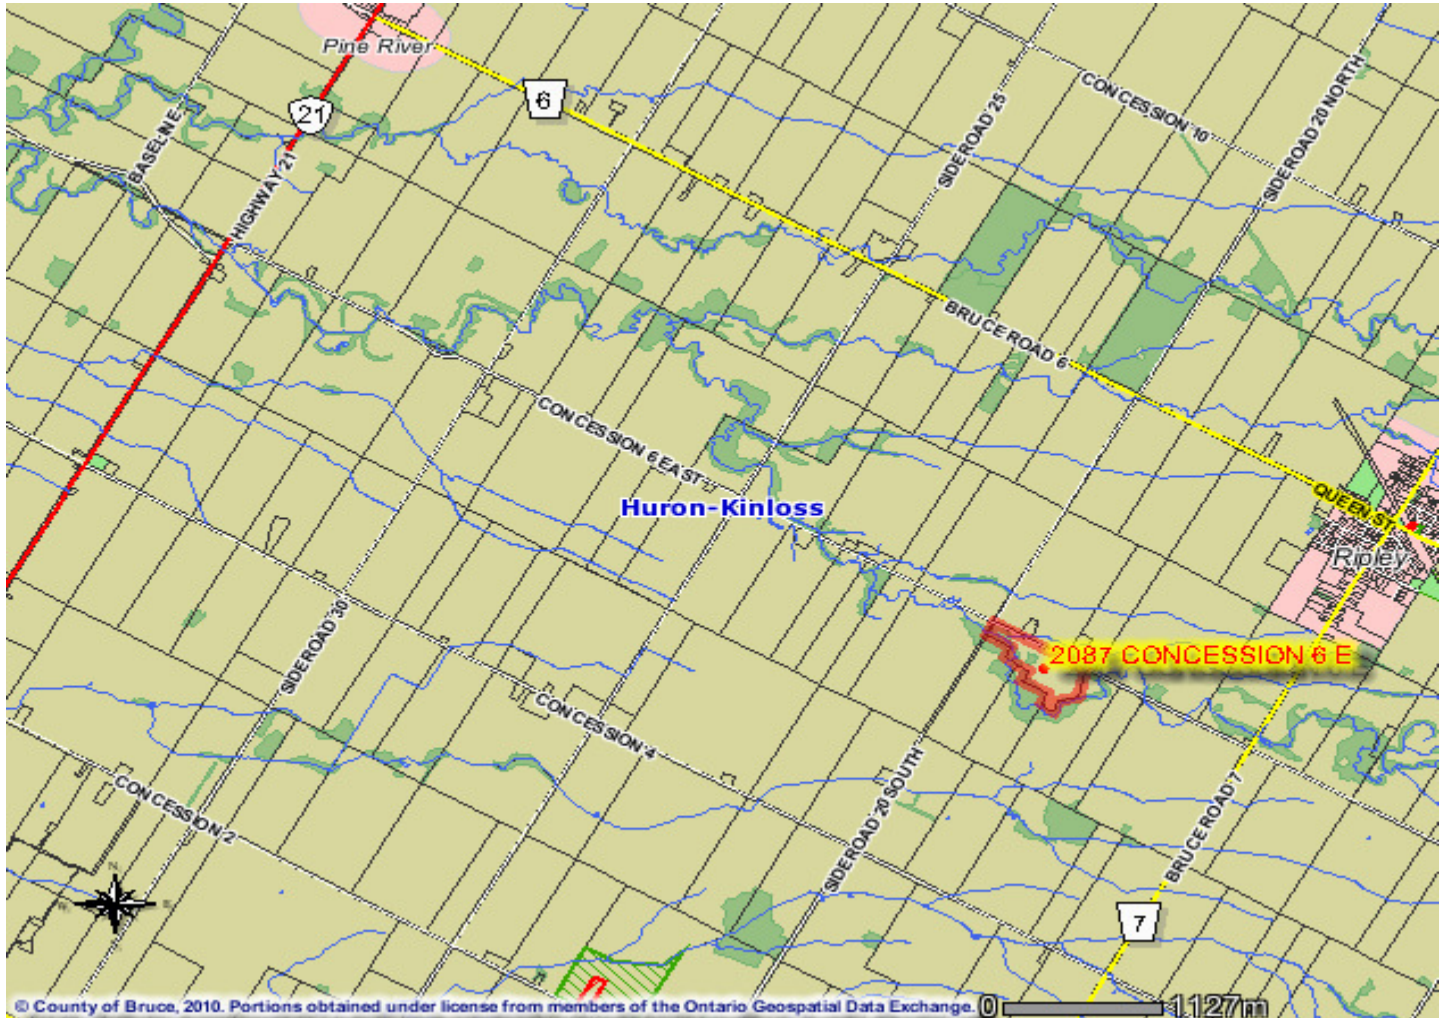 Pine River
6
21
BASELINE
HIGHWAY 21
SIDEROAD 25
CONCESSION 10
SIDEROAD 20 NORTH
BRUCE ROAD 6
CONCESSION 6 EAST
Huron-Kinloss
QUEEN ST
Ripley
2087 CONCESSION 6 E
SIDEROAD 30
CONCESSION 4
CONCESSION 2
SIDEROAD 20 SOUTH
BRUCE ROAD 7
7
N
© County of Bruce, 2010. Portions obtained under license from members of the Ontario Geospatial Data Exchange.
0
1127m